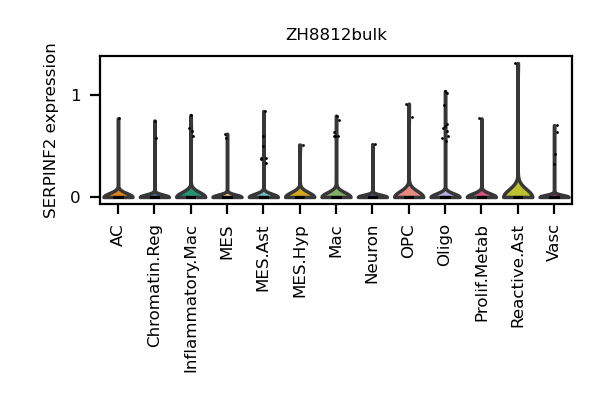 ZH8812bulk
SERPINF2 expression
1
0
AC
Chromatin.Reg
Inflammatory.Mac
MES
MES.Ast
MES.Hyp
Mac
Neuron
OPC
Oligo
Prolif.Metab
Reactive.Ast
Vasc